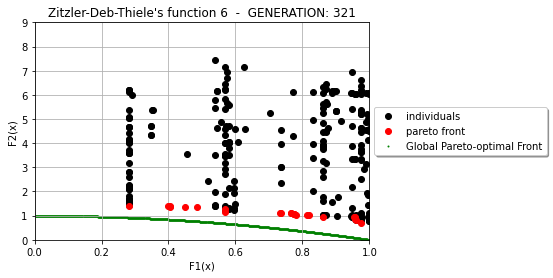 Zitzler-Deb-Thiele's function 6  -  GENERATION: 321
9
8
7
6
5
4
3
2
1
0
F2(x)
0.0 0.2 0.4 0.6 0.8 1.0
F1(x)
individuals
pareto front
Global Pareto-optimal Front